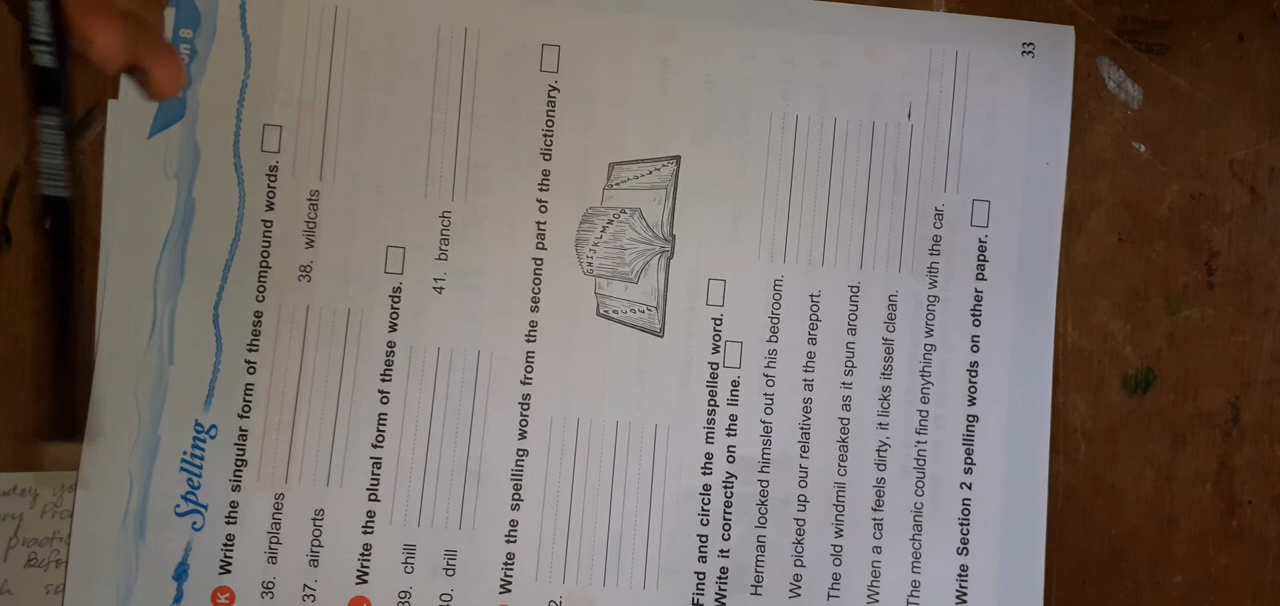 on 8
Spelling
K Write the singular form of these compound words.
36. airplanes
37. airports
38. wildcats
Write the plural form of these words.
39. chill
40. drill
41. branch
Write the spelling words from the second part of the dictionary.
2.
A B C D E F
G H I J K L M N O P
Find and circle the misspelled word.
Write it correctly on the line.
Herman locked himslef out of his bedroom.
We picked up our relatives at the areport.
The old windmil creaked as it spun around.
When a cat feels dirty, it licks itsself clean.
The mechanic couldn't find enything wrong with the car.
Write Section 2 spelling words on other paper.
33